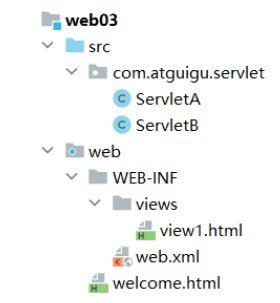 web03
src
com.atguigu.servlet
ServletA
ServletB
web
WEB-INF
views
view1.html
web.xml
welcome.html